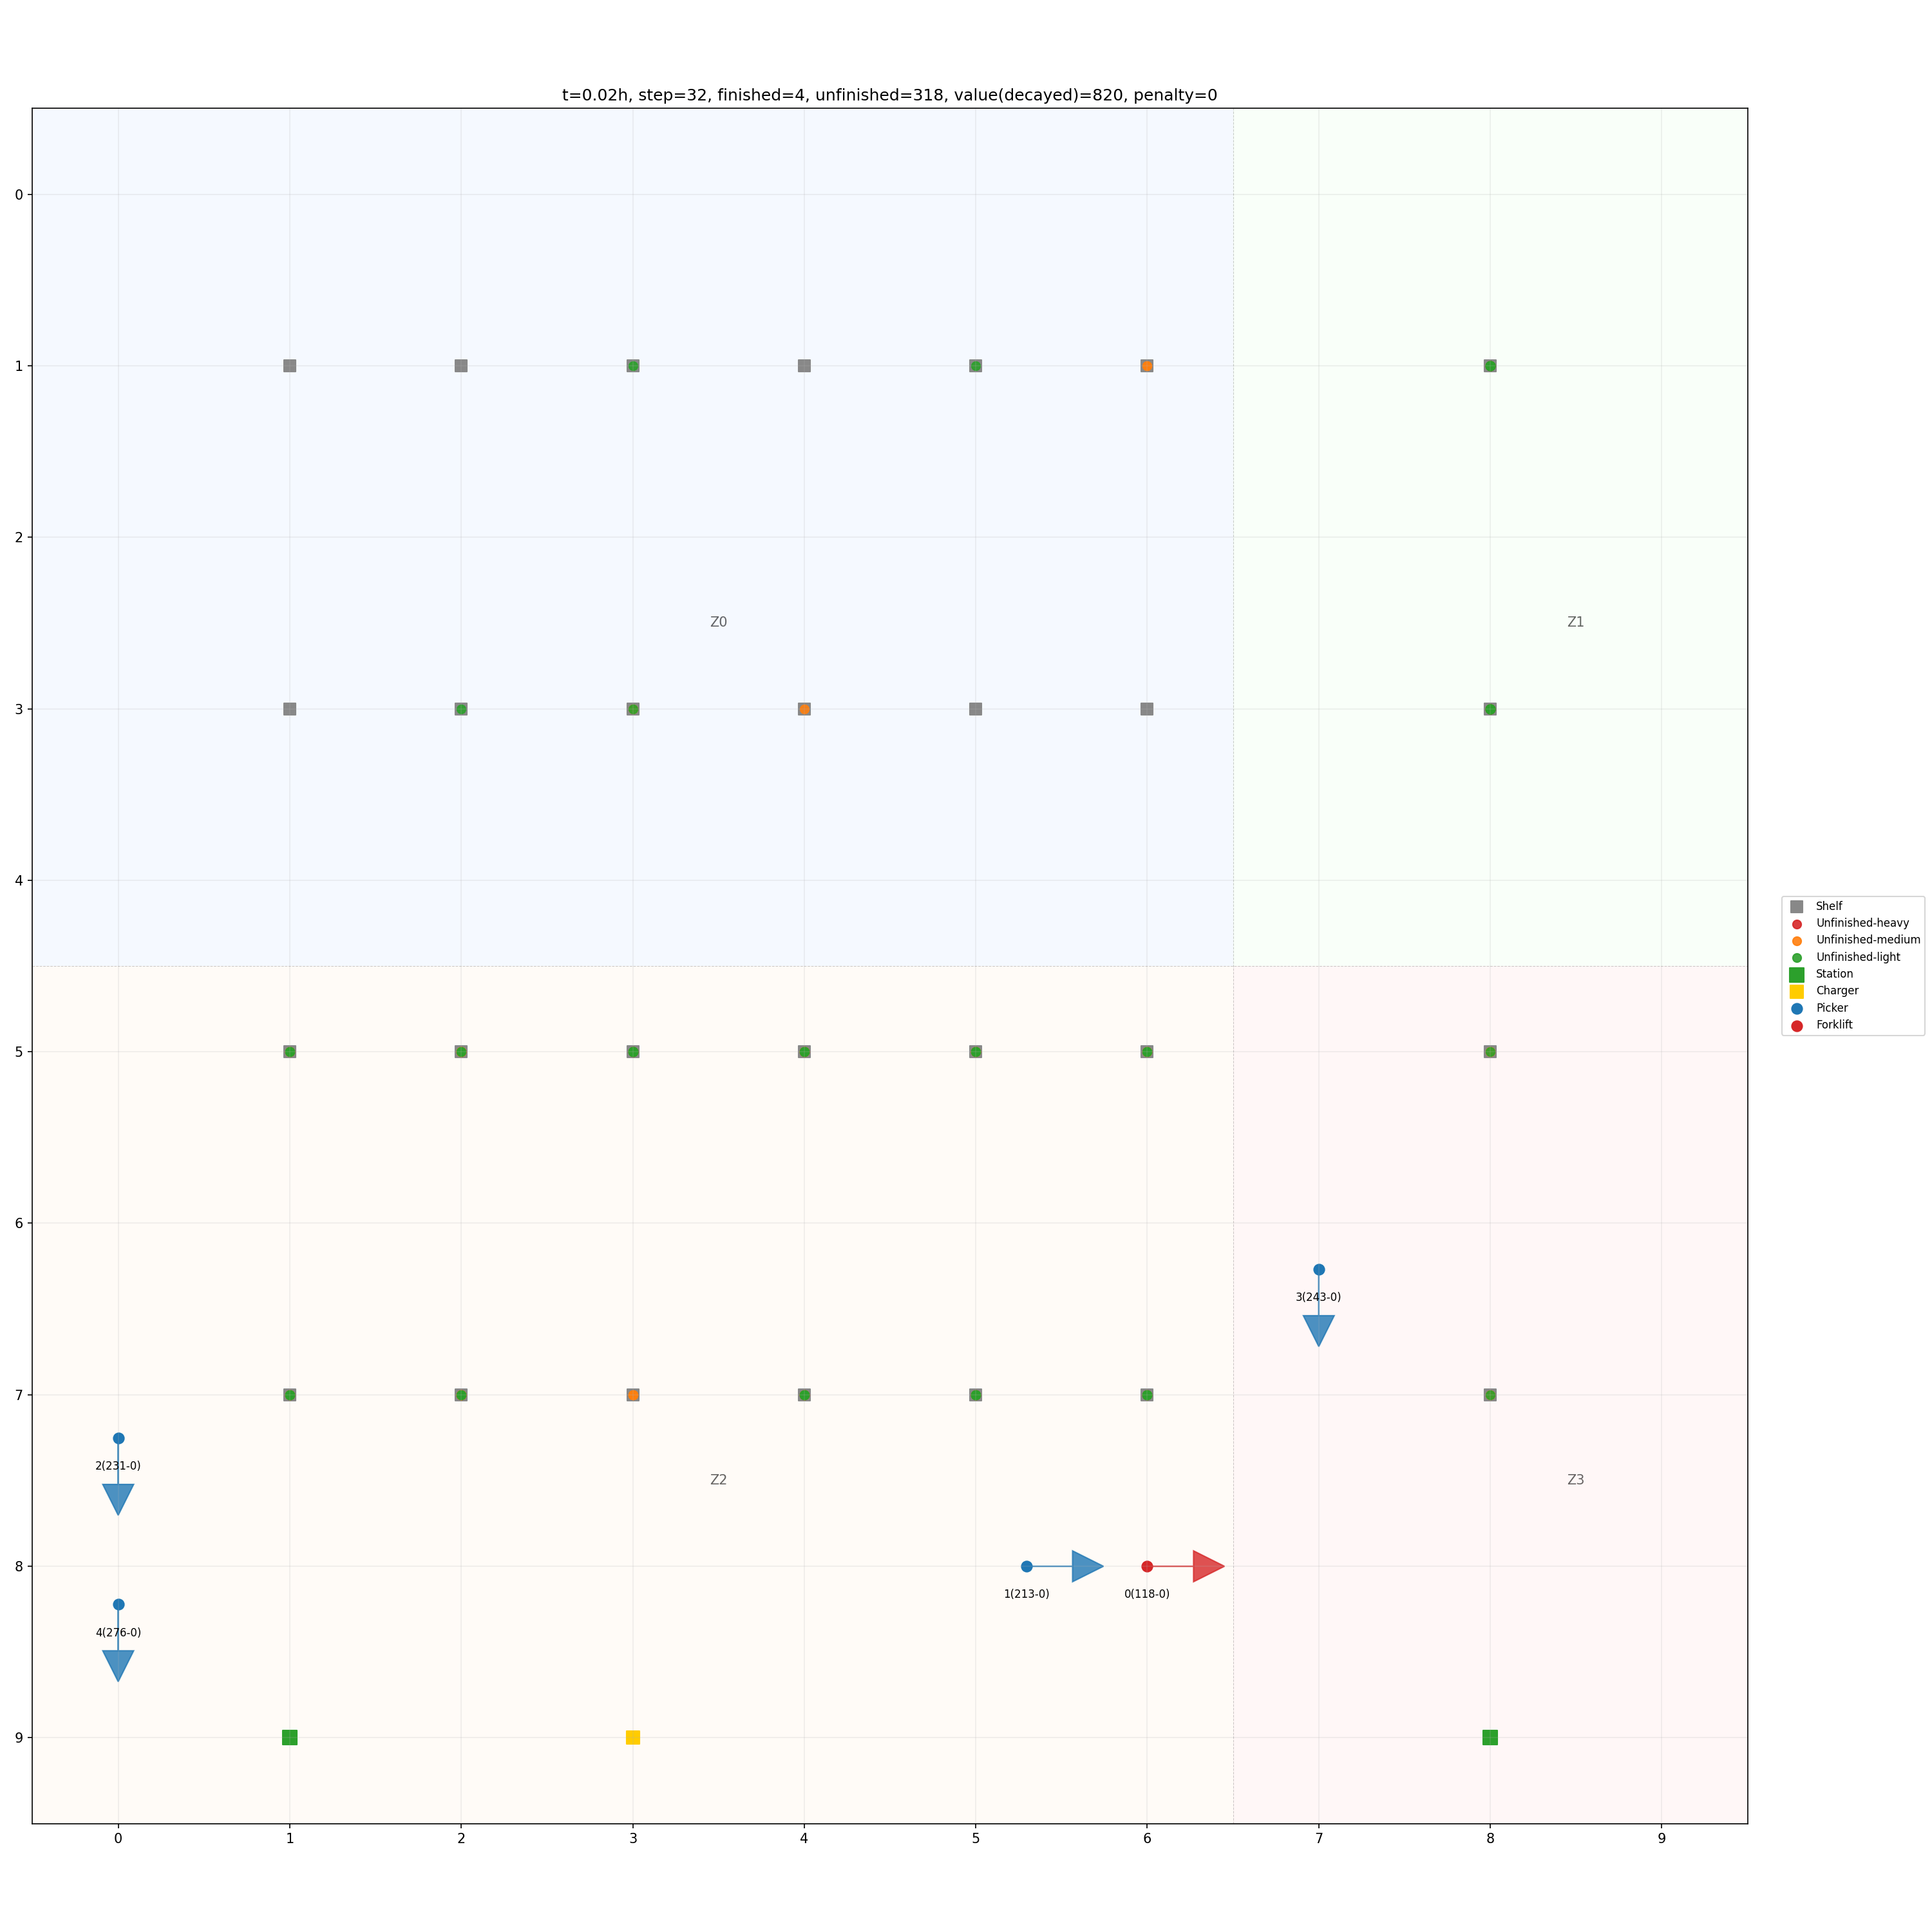 t=0.02h, step=32, finished=4, unfinished=318, value(decayed)=820, penalty=0
0
1
2
Z0
Z1
3
4
Shelf
Unfinished-heavy
Unfinished-medium
Unfinished-light
Station
Charger
Picker
Forklift
5
6
3(243-0)
7
2(231-0)
Z2
Z3
8
1(213-0)
0(118-0)
4(276-0)
9
0
1
2
3
4
5
6
7
8
9